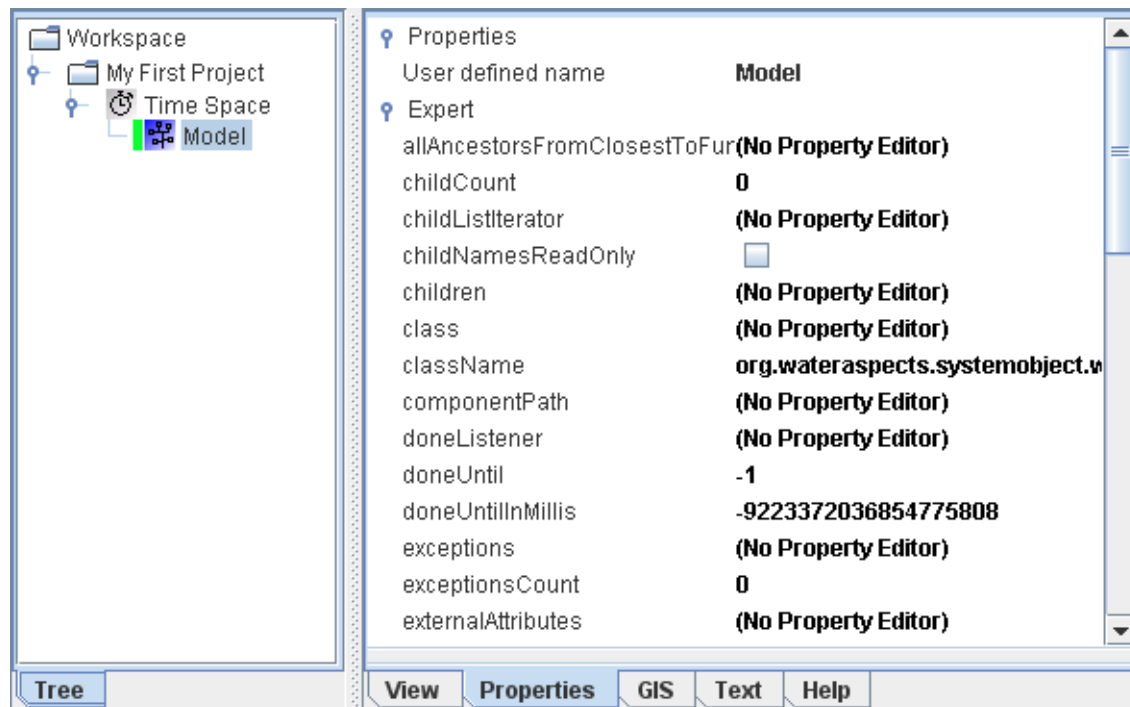 Workspace
My First Project
Time Space
Model
Tree
Properties
User defined name Model
Expert
allAncestorsFromClosestToFur (No Property Editor)
childCount 0
childListIterator (No Property Editor)
childNamesReadOnly
children (No Property Editor)
class (No Property Editor)
className org.wateraspects.systemobject.w
componentPath (No Property Editor)
doneListener (No Property Editor)
doneUntil -1
doneUntilInMillis -9223372036854775808
exceptions (No Property Editor)
exceptionsCount 0
externalAttributes (No Property Editor)
View Properties GIS Text Help